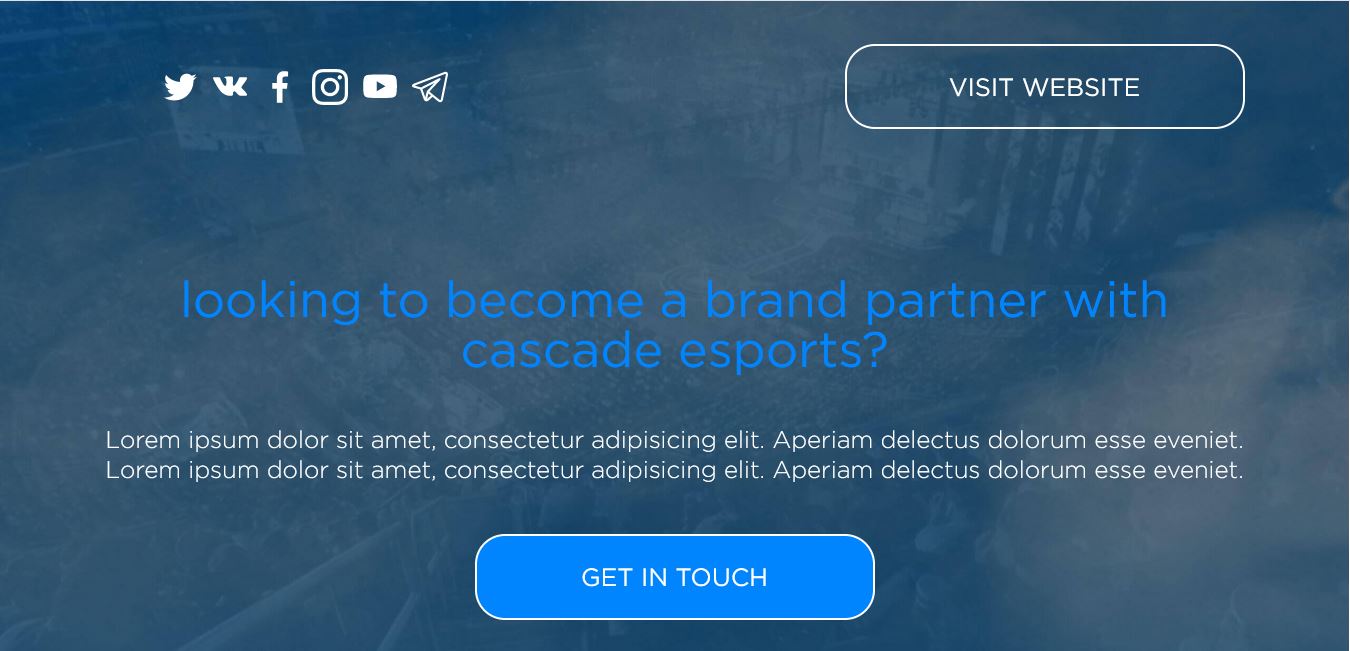 VISIT WEBSITE
looking to become a brand partner with
cascade esports?
Lorem ipsum dolor sit amet, consectetur adipisicing elit. Aperiam delectus dolorum esse eveniet.
Lorem ipsum dolor sit amet, consectetur adipisicing elit. Aperiam delectus dolorum esse eveniet.
GET IN TOUCH